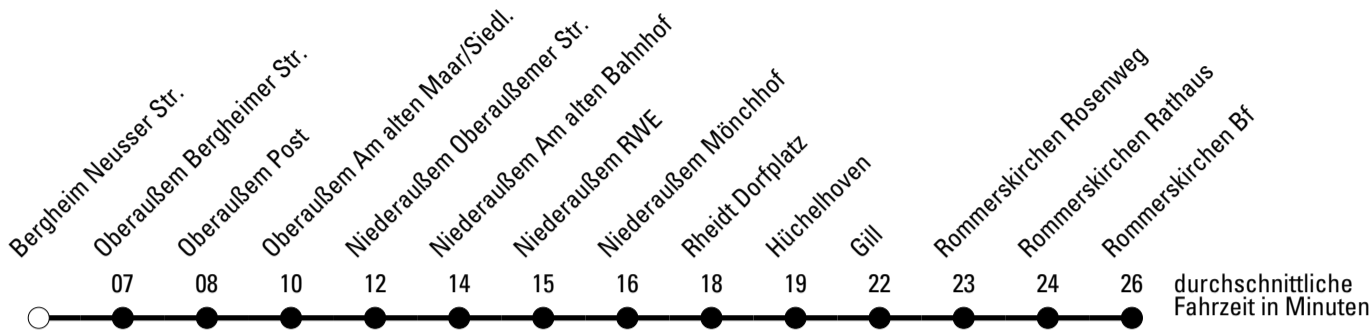 Bergheim Neusser Str.
Oberaußem Bergheimer Str.
Oberaußem Post
Oberaußem Am alten Maar/Siedl.
Niederaußem Oberaußemer Str.
Niederaußem Am alten Bahnhof
Niederaußem RWE
Niederaußem Mönchhof
Rheidt Dorfplatz
Hüchelhoven
Gill
Rommerskirchen Rosenweg
Rommerskirchen Rathaus
Rommerskirchen Bf
07 08 10 12 14 15 16 18 19 22 23 24 26
durchschnittliche
Fahrzeit in Minuten